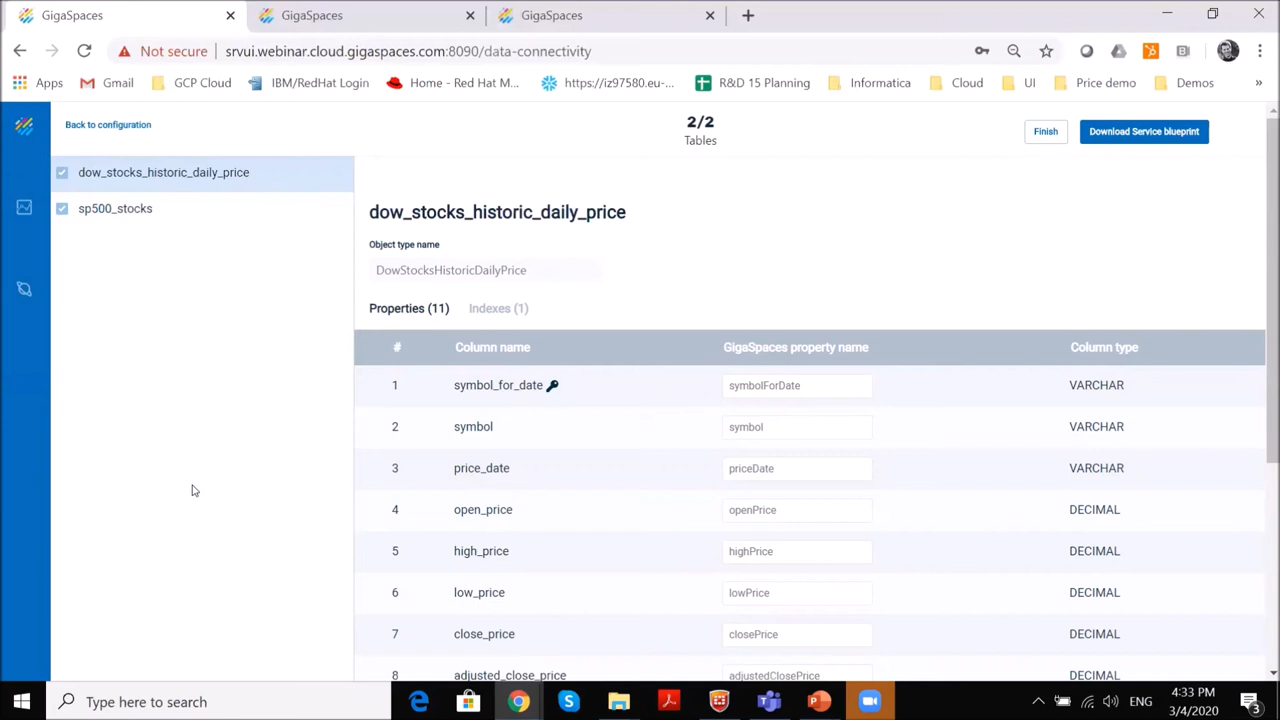 GigaSpaces
GigaSpaces
GigaSpaces
Not secure
srvui.webinar.cloud.gigaspaces.com:8090/data-connectivity
Apps
Gmail
GCP Cloud
IBM/RedHat Login
Home - Red Hat M...
https://iz97580.eu-...
R&D 15 Planning
Informatica
Cloud
UI
Price demo
Demos
»
Back to configuration
2/2
Tables
Finish
Download Service blueprint
dow_stocks_historic_daily_price
sp500_stocks
dow_stocks_historic_daily_price
Object type name
DowStocksHistoricDailyPrice
Properties (11) Indexes (1)
# Column name GigaSpaces property name Column type
1 symbol_for_date symbolForDate VARCHAR
2 symbol symbol VARCHAR
3 price_date priceDate VARCHAR
4 open_price openPrice DECIMAL
5 high_price highPrice DECIMAL
6 low_price lowPrice DECIMAL
7 close_price closePrice DECIMAL
8 adjusted_close_price adjustedClosePrice DECIMAL
Type here to search
ENG
4:33 PM
3/4/2020
3